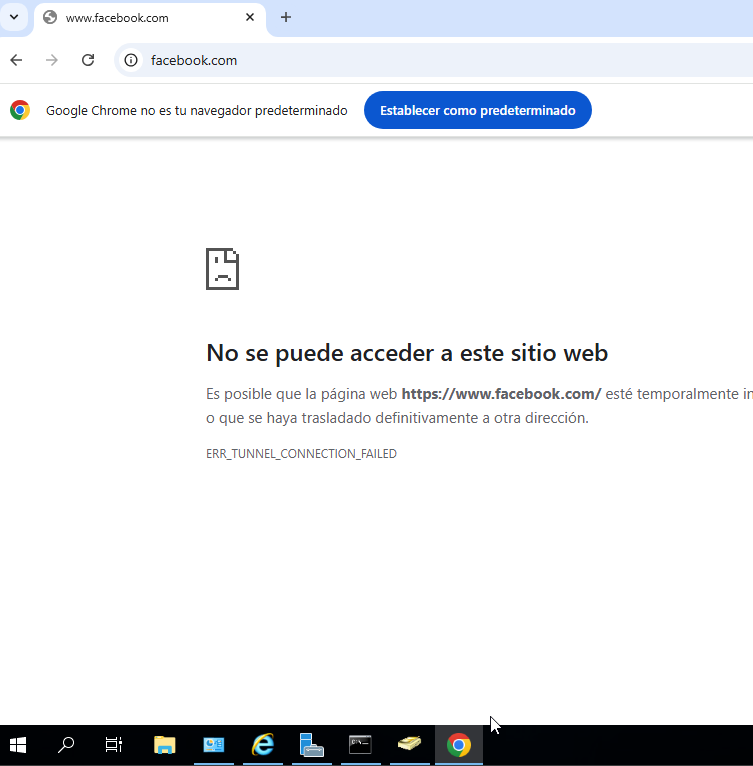 www.facebook.com
facebook.com
Google Chrome no es tu navegador predeterminado
Establecer como predeterminado
No se puede acceder a este sitio web
Es posible que la página web https://www.facebook.com/ esté temporalmente
o que se haya trasladado definitivamente a otra dirección.
ERR_TUNNEL_CONNECTION_FAILED